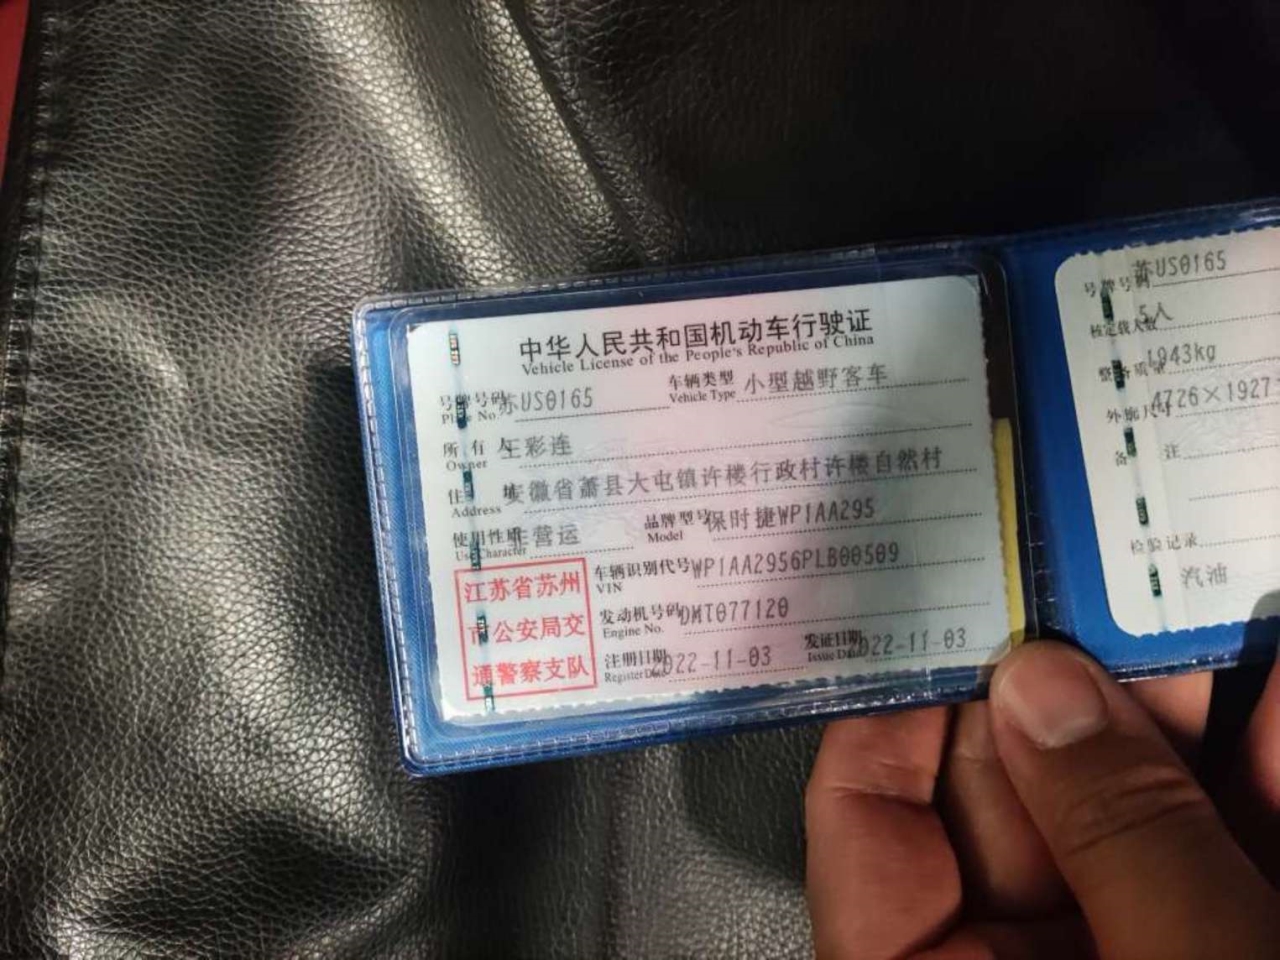 中华人民共和国机动车行驶证
Vehicle License of the People's Republic of China
号牌号码 苏US0165 车辆类型 小型越野客车
Plate No. Vehicle Type
所有人 王彩连
Owner
住址 安徽省萧县大屯镇许楼行政村许楼自然村
Address
使用性质 非营运 品牌型号 保时捷WP1AA295
Use Character Model
江苏省苏州
市公安局交
通警察支队
车辆识别代号 WP1AA2956PLB00509
VIN
发动机号码 DMT077120
Engine No.
注册日期 2022-11-03 发证日期 2022-11-03
Register Date Issue Date
号牌号码 苏US0165
核定载人数 5人
整备质量 1943kg
外廓尺寸 4726×1927
备注
检验记录
汽油